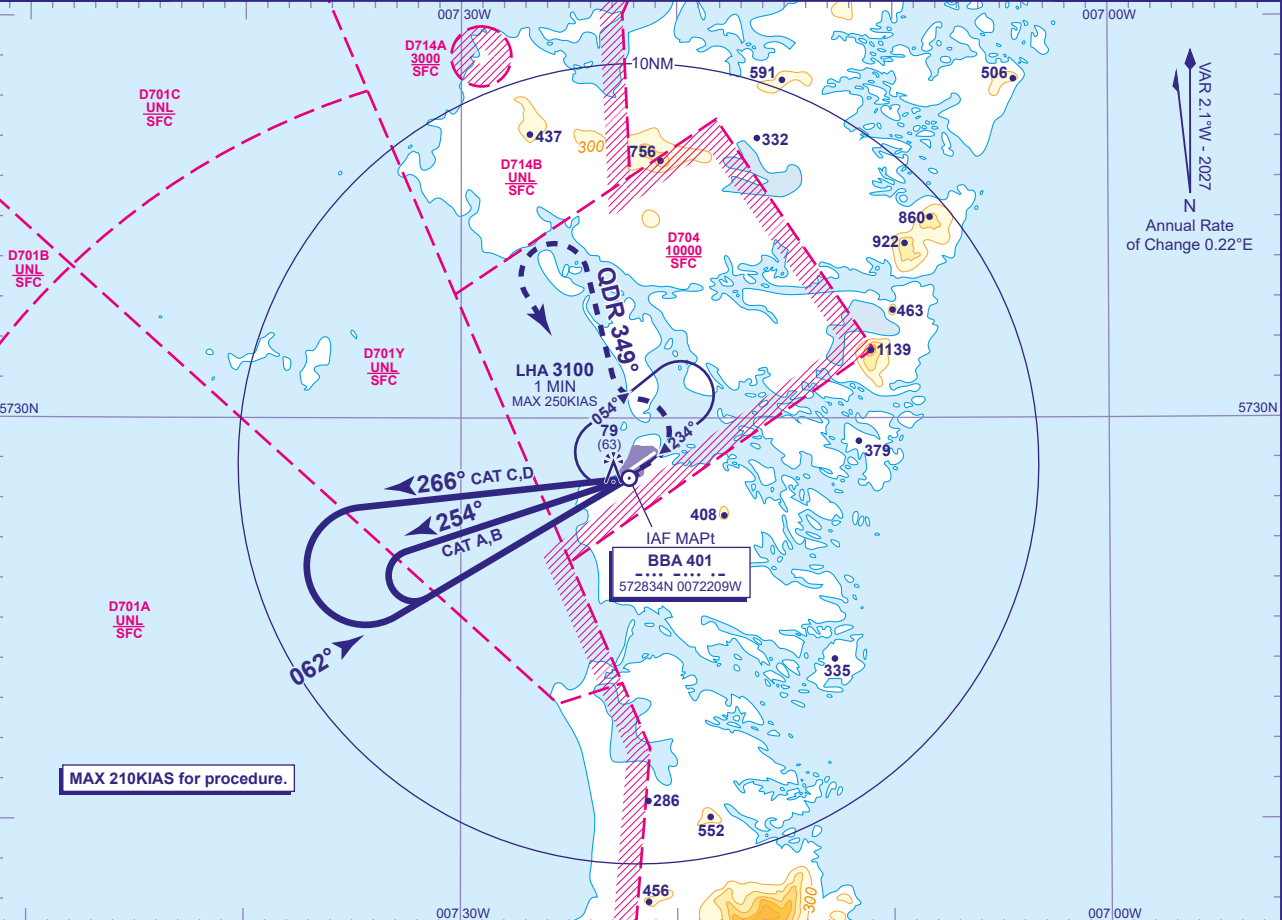 007 30W
007 00W
D714A
3000
SFC
10NM
591
506
VAR 2.1°W - 2027
D701C
UNL
SFC
437
300
756
332
D714B
UNL
SFC
N
Annual Rate
of Change 0.22°E
860
922
D704
10000
SFC
D701B
UNL
SFC
QDR 349°
463
1139
D701Y
UNL
SFC
LHA 3100
1 MIN
MAX 250KIAS
5730N
5730N
054°
79
(63)
234°
379
266° CAT C,D
254°
CAT A,B
408
IAF MAPt
BBA 401
-... -... .-
572834N 0072209W
D701A
UNL
SFC
062°
335
MAX 210KIAS for procedure.
286
552
456
300
007 30W
007 00W